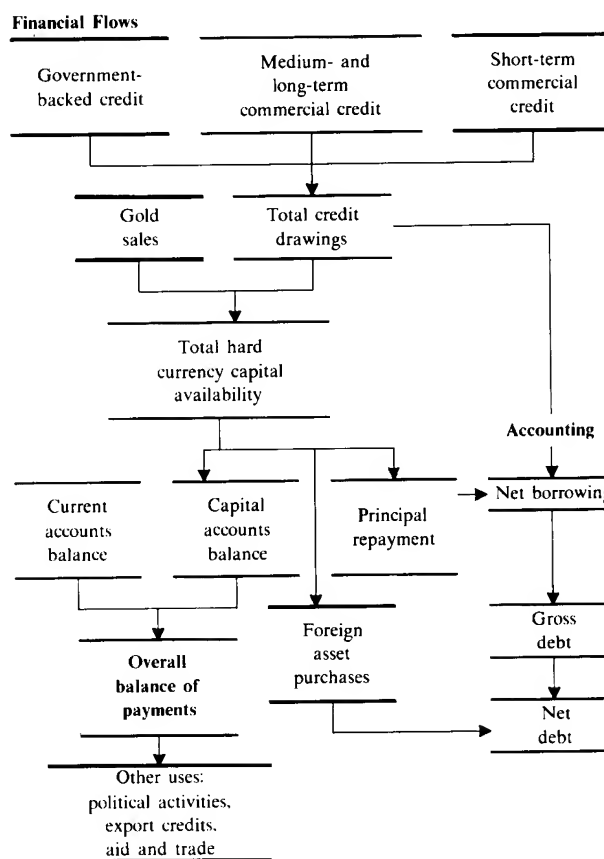 Financial Flows
Government-
backed credit
Medium- and
long-term
commercial credit
Short-term
commercial
credit
Gold
sales
Total credit
drawings
Total hard
currency capital
availability
Accounting
Current
accounts
balance
Capital
accounts
balance
Principal
repayment
Net borrowing
Foreign
asset
purchases
Gross
debt
Overall
balance of
payments
Net
debt
Other uses:
political activities,
export credits,
aid and trade